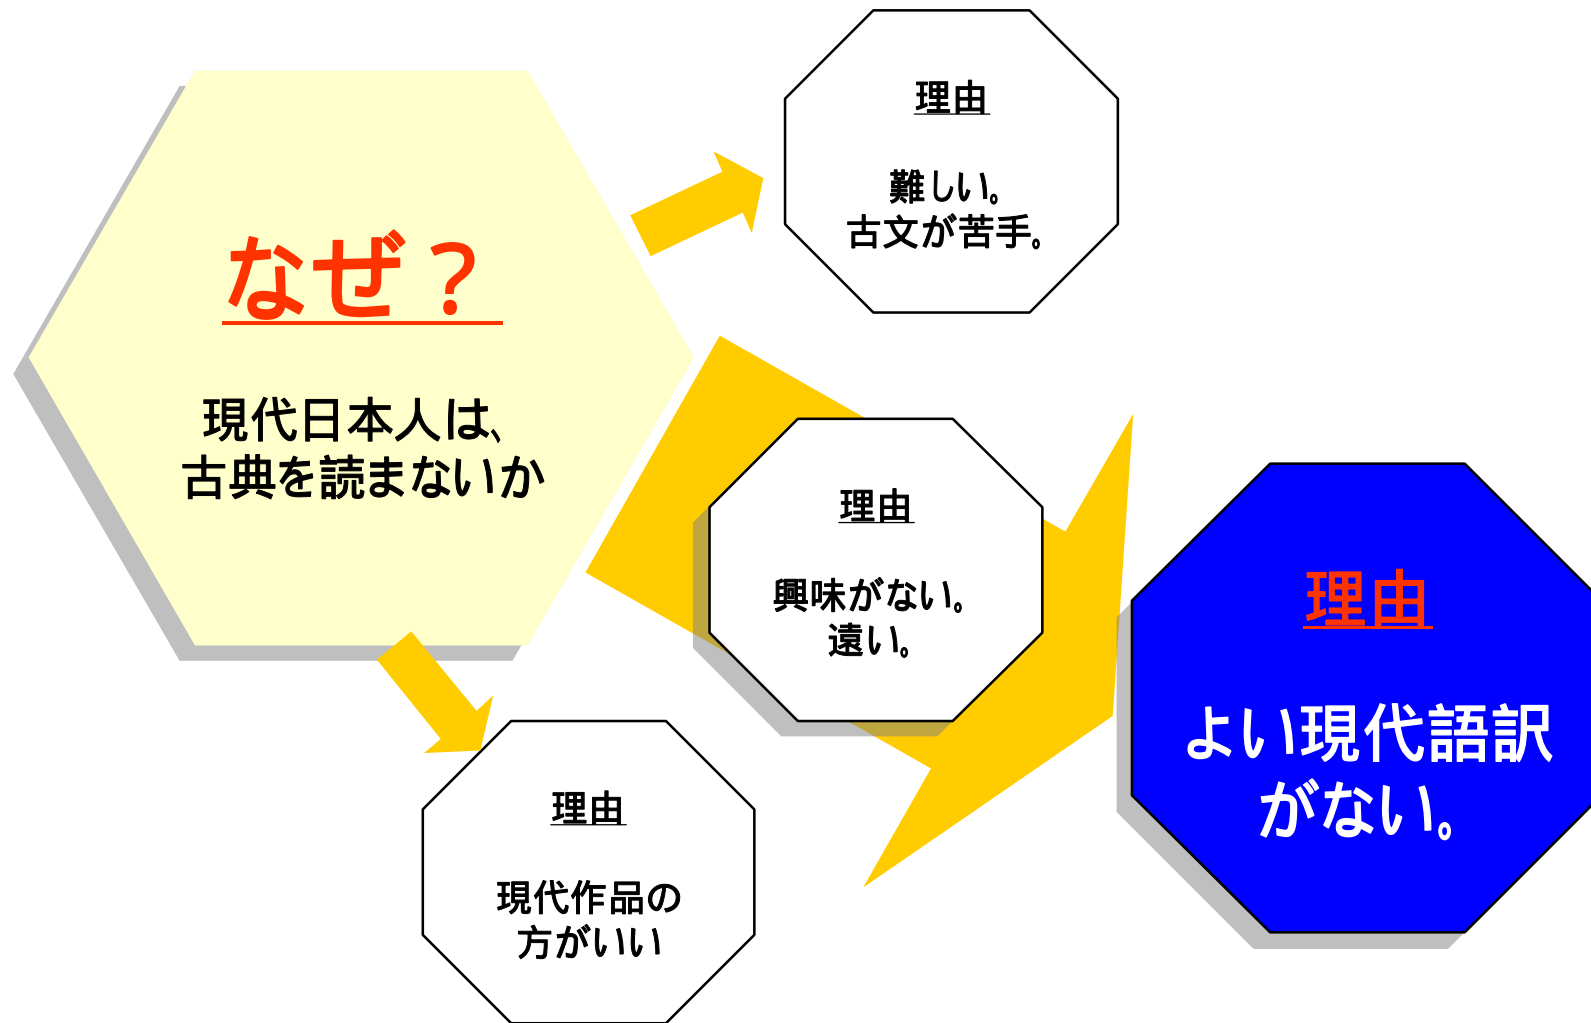 なぜ？
現代日本人は、
古典を読まないか
理由
難しい。
古文が苦手。
理由
興味がない。
遠い。
理由
よい現代語訳
がない。
理由
現代作品の
方がいい